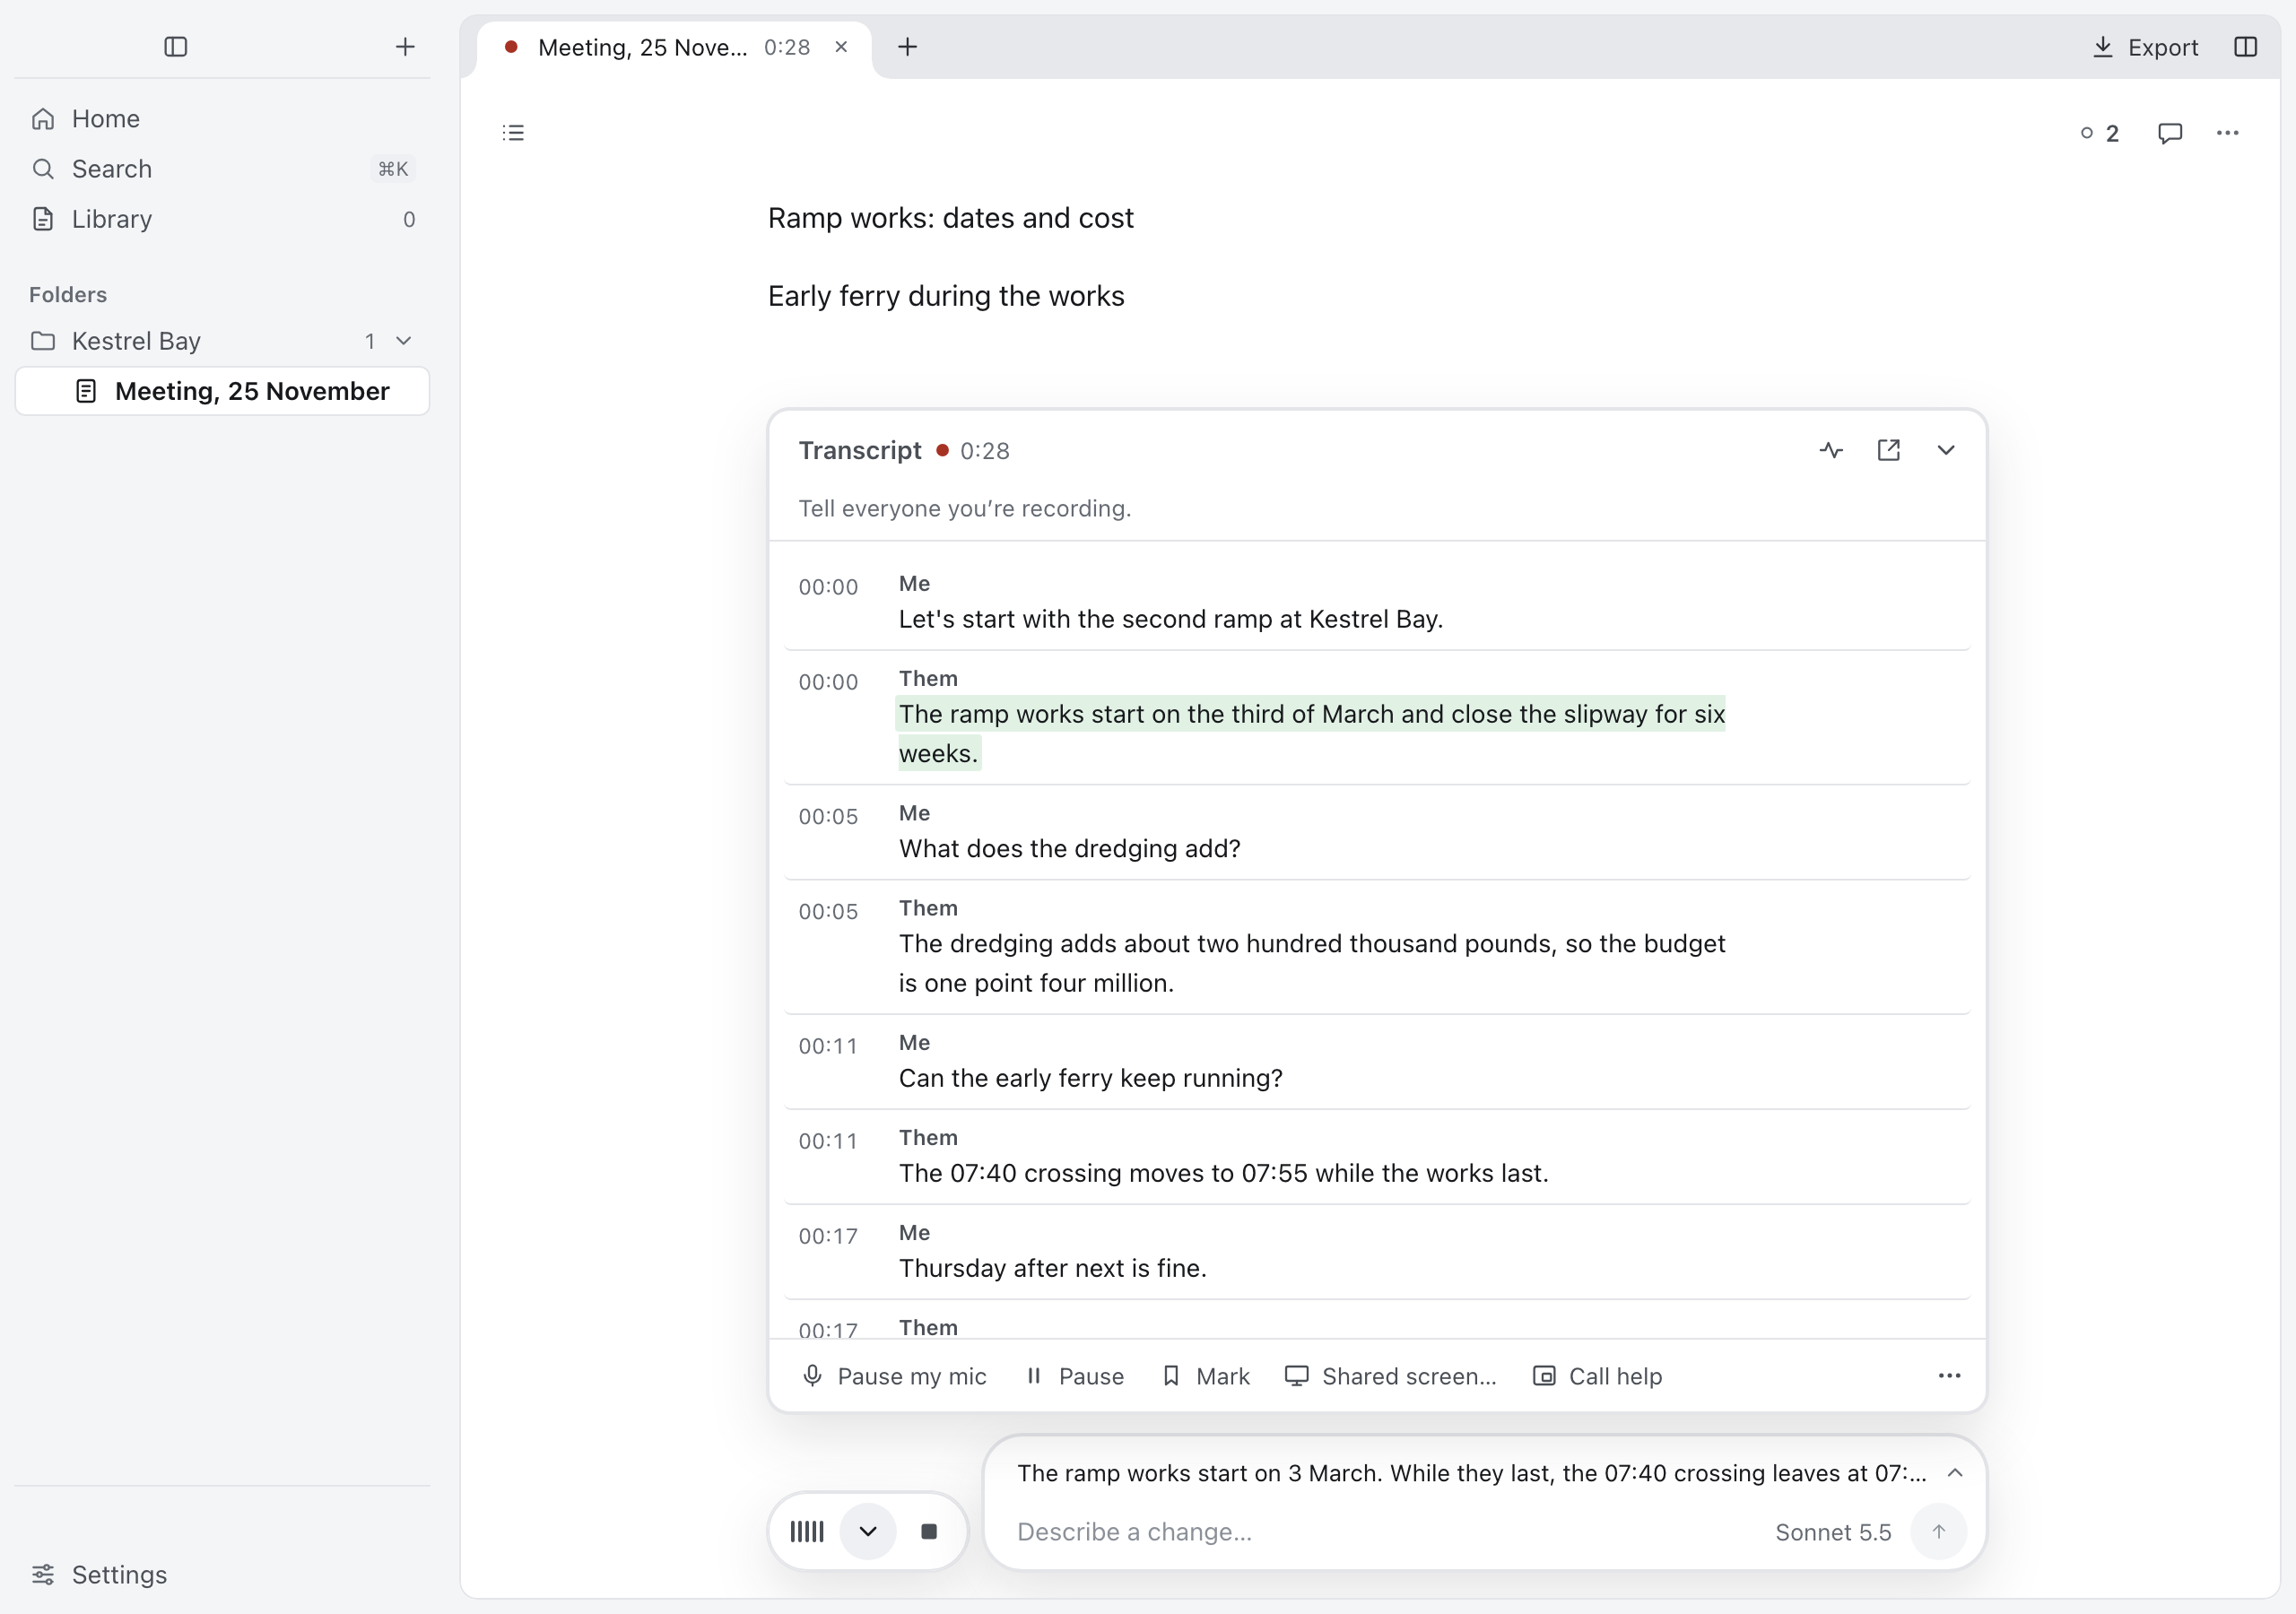 Meeting, 25 Nove... 0:28
Export
Home
Search ⌘K
Library 0
Folders
Kestrel Bay 1
Meeting, 25 November
Settings
2
Ramp works: dates and cost
Early ferry during the works
Transcript 0:28
Tell everyone you’re recording.
00:00 Me
Let's start with the second ramp at Kestrel Bay.
00:00 Them
The ramp works start on the third of March and close the slipway for six
weeks.
00:05 Me
What does the dredging add?
00:05 Them
The dredging adds about two hundred thousand pounds, so the budget
is one point four million.
00:11 Me
Can the early ferry keep running?
00:11 Them
The 07:40 crossing moves to 07:55 while the works last.
00:17 Me
Thursday after next is fine.
00:17 Them
Pause my mic
Pause
Mark
Shared screen...
Call help
The ramp works start on 3 March. While they last, the 07:40 crossing leaves at 07:...
Describe a change...
Sonnet 5.5